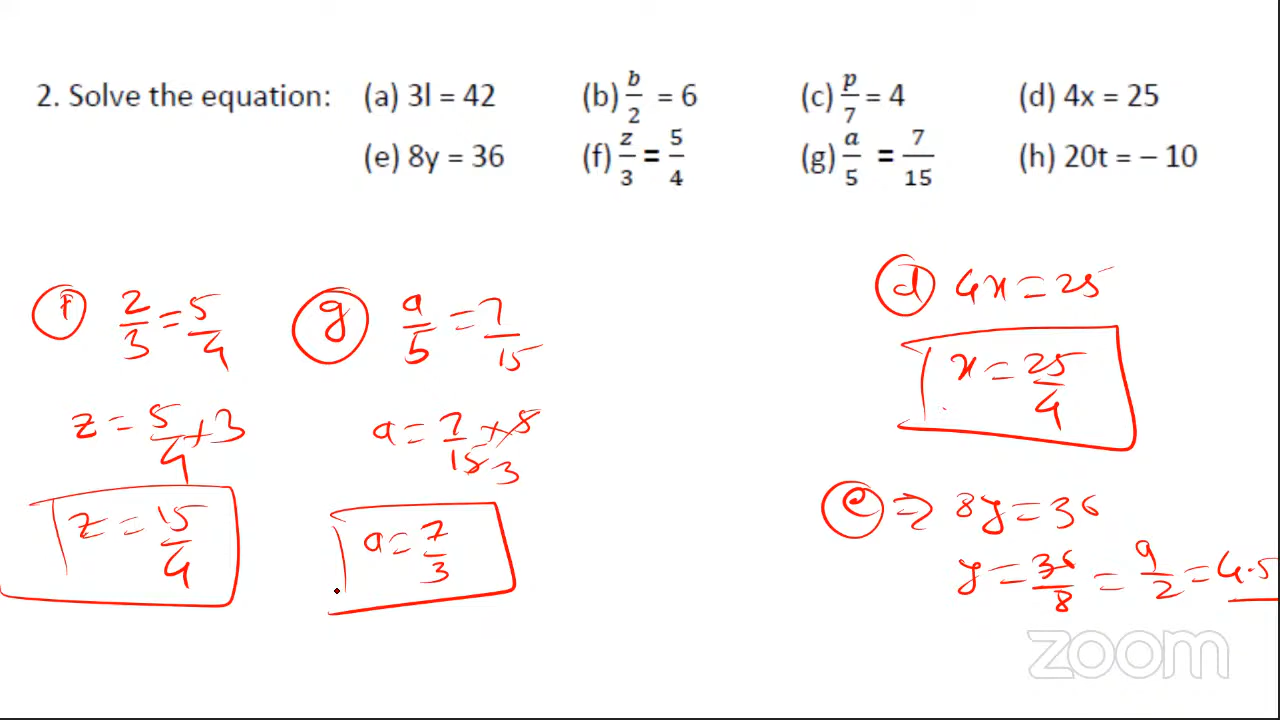 2. Solve the equation: (a) 3l = 42 (b) b/2 = 6 (c) p/7 = 4 (d) 4x = 25
(e) 8y = 36 (f) z/3 = 5/4 (g) a/5 = 7/15 (h) 20t = – 10
(f) z/3 = 5/4
z = 5/4 × 3
z = 15/4
(g) a/5 = 7/15
a = 7/15 × 5
3
a = 7/3
(d) 4x = 25
x = 25/4
(e) ⇒ 8y = 36
y = 36/8 = 9/2 = 4.5
zoom